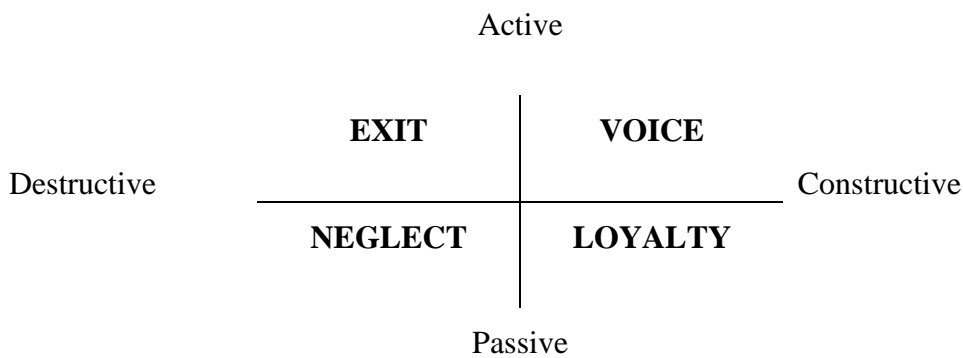 Active
EXIT VOICE
Destructive Constructive
NEGLECT LOYALTY
Passive